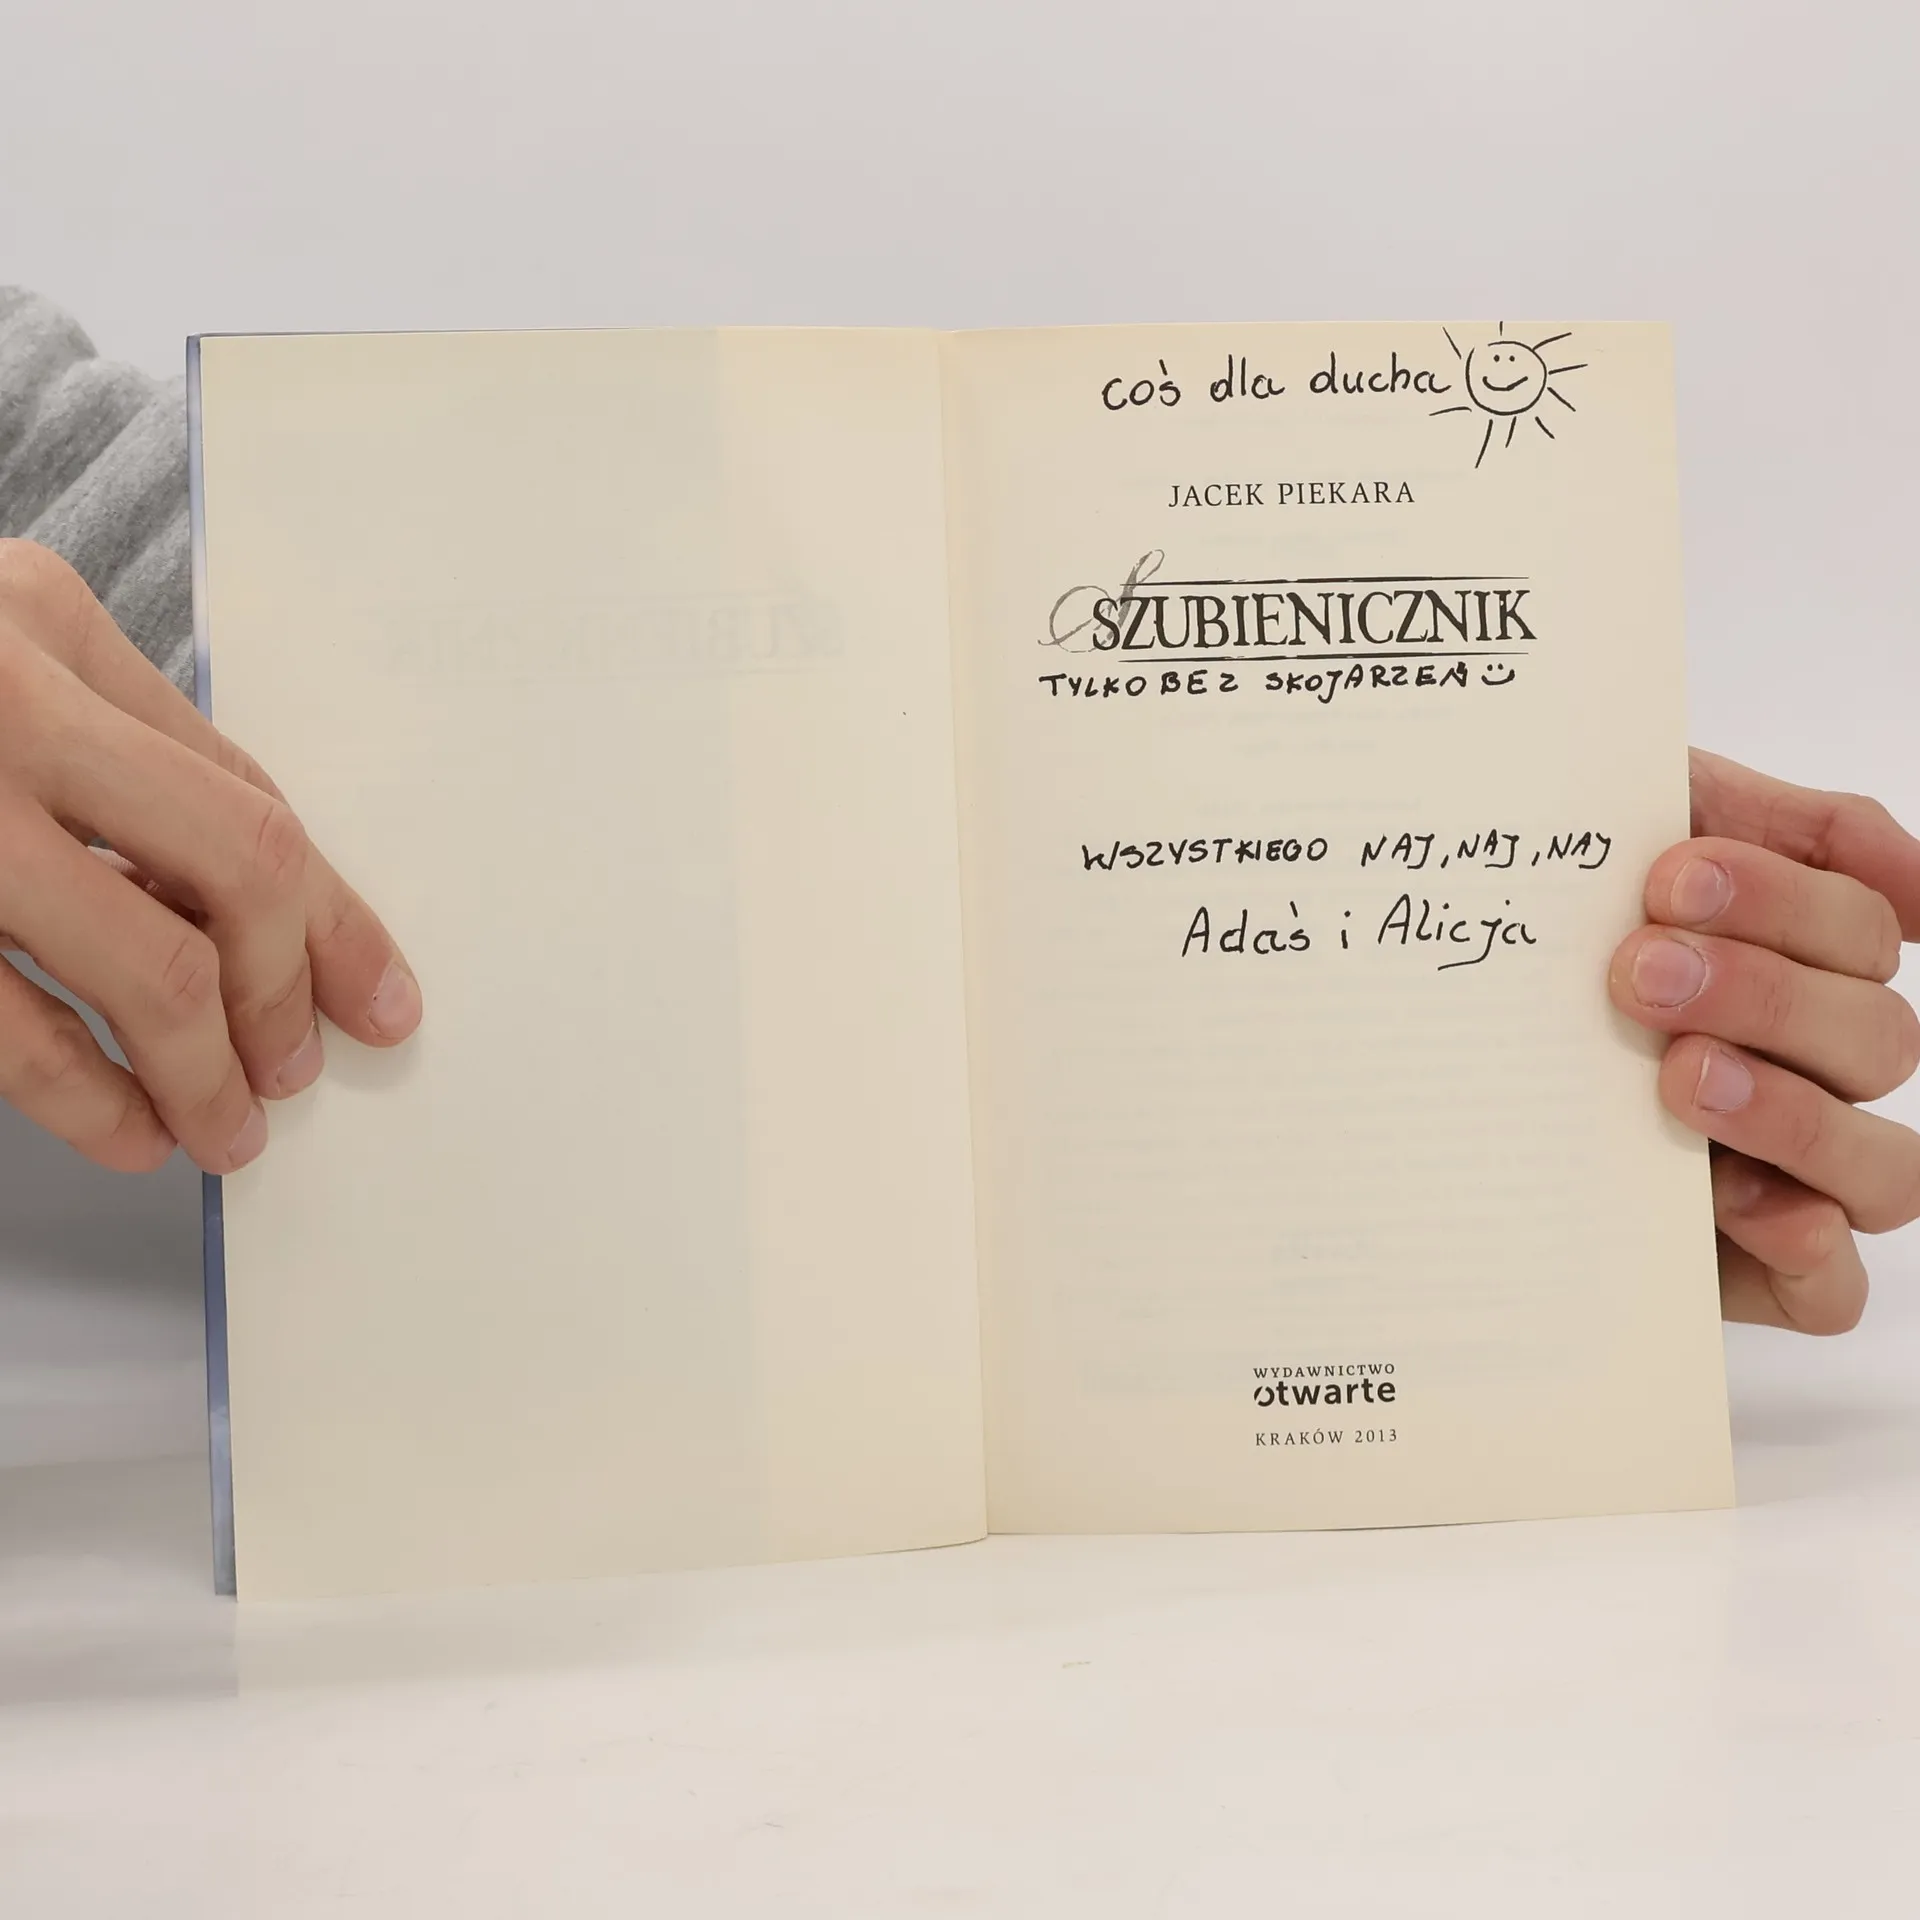 coś dla ducha
JACEK PIEKARA
SZUBIENICZNIK
TYLKO BEZ SKOJARZEŃ
WSZYSTKIEGO NAJ, NAJ, NAJ
Adaś i Alicja
WYDAWNICTWO
otwarte
KRAKÓW 2013